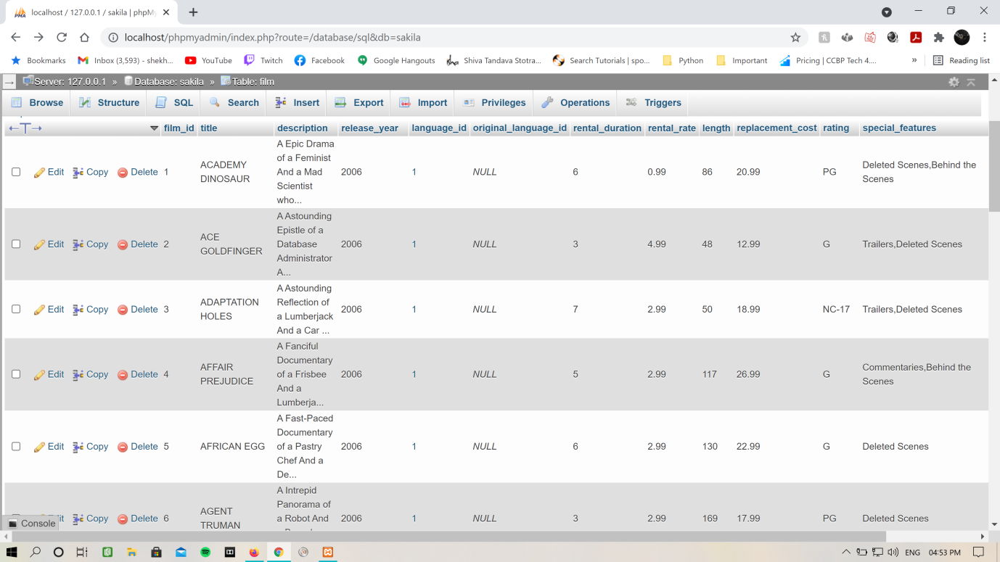 localhost / 127.0.0.1 / sakila | phpMy
localhost/phpmyadmin/index.php?route=/database/sql&db=sakila
Bookmarks Inbox (3,593) - shekh... YouTube Twitch Facebook Google Hangouts Shiva Tandava Stotra... Search Tutorials | spo... Python Important Pricing | CCBP Tech 4.... » Reading list
Server: 127.0.0.1 » Database: sakila » Table: film
Browse Structure SQL Search Insert Export Import Privileges Operations Triggers
←T→ film_id title description release_year language_id original_language_id rental_duration rental_rate length replacement_cost rating special_features
Edit Copy Delete 1 ACADEMY DINOSAUR A Epic Drama of a Feminist And a Mad Scientist who... 2006 1 NULL 6 0.99 86 20.99 PG Deleted Scenes,Behind the Scenes
Edit Copy Delete 2 ACE GOLDFINGER A Astounding Epistle of a Database Administrator A... 2006 1 NULL 3 4.99 48 12.99 G Trailers,Deleted Scenes
Edit Copy Delete 3 ADAPTATION HOLES A Astounding Reflection of a Lumberjack And a Car ... 2006 1 NULL 7 2.99 50 18.99 NC-17 Trailers,Deleted Scenes
Edit Copy Delete 4 AFFAIR PREJUDICE A Fanciful Documentary of a Frisbee And a Lumberja... 2006 1 NULL 5 2.99 117 26.99 G Commentaries,Behind the Scenes
Edit Copy Delete 5 AFRICAN EGG A Fast-Paced Documentary of a Pastry Chef And a De... 2006 1 NULL 6 2.99 130 22.99 G Deleted Scenes
Copy Delete 6 AGENT TRUMAN A Intrepid Panorama of a Robot And 2006 1 NULL 3 2.99 169 17.99 PG Deleted Scenes
Console
ENG 04:53 PM